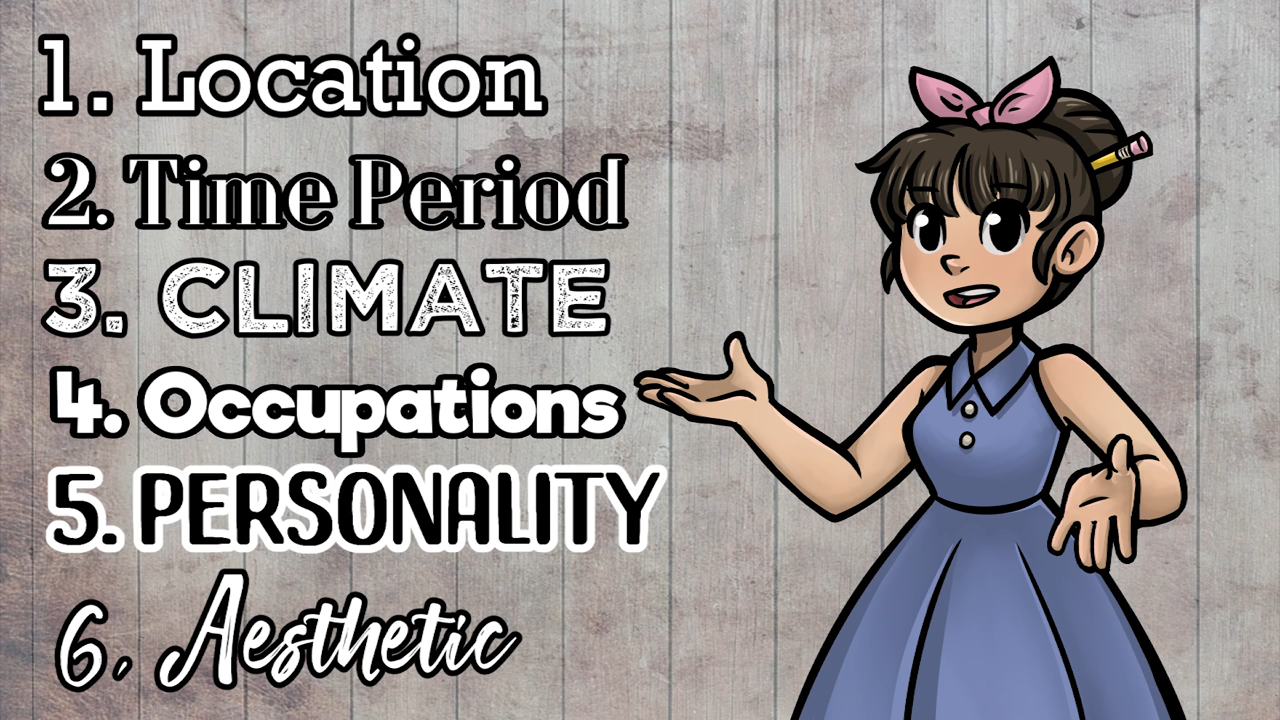 1. Location
2. Time Period
3. CLIMATE
4. Occupations
5. PERSONALITY
6. Aesthetic